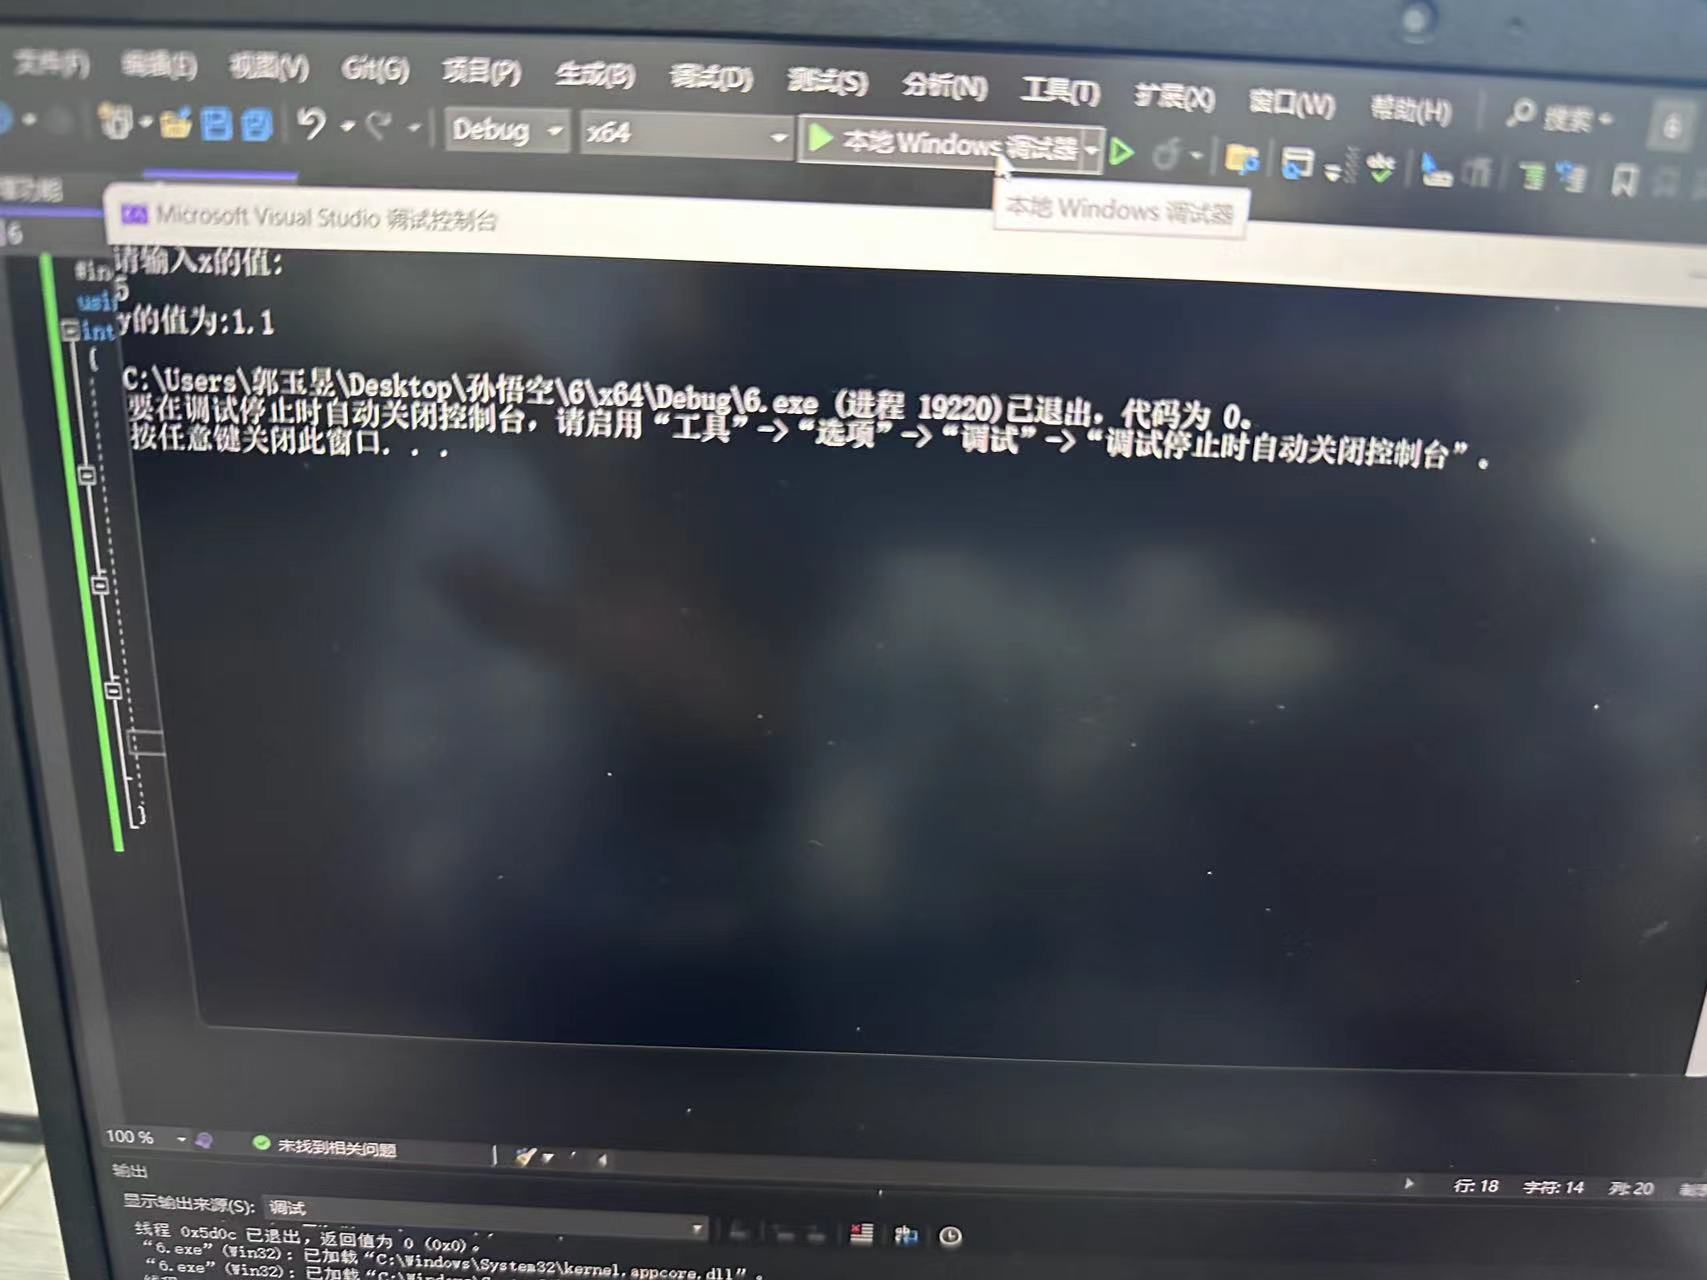 文件(F) 编辑(E) 视图(V) Git(G) 项目(P) 生成(B) 调试(D) 测试(S) 分析(N) 工具(T) 扩展(X) 窗口(W) 帮助(H) 搜索
Debug x64 本地 Windows 调试器
本地 Windows 调试器
Microsoft Visual Studio 调试控制台
6
#in
usi
int
{
}
请输入x的值:
5
y的值为:1.1
C:\Users\郭玉昱\Desktop\孙悟空\6\x64\Debug\6.exe (进程 19220)已退出，代码为 0。
要在调试停止时自动关闭控制台，请启用“工具”->“选项”->“调试”->“调试停止时自动关闭控制台”。
按任意键关闭此窗口. . .
100 % 未找到相关问题
行: 18 字符: 14 列: 20
输出
显示输出来源(S): 调试
线程 0x5d0c 已退出，返回值为 0 (0x0)。
“6.exe”(Win32): 已加载“C:\Windows\System32\kernel.appcore.dll”。
“6.exe”(Win32): 已加载“C:\Windows\